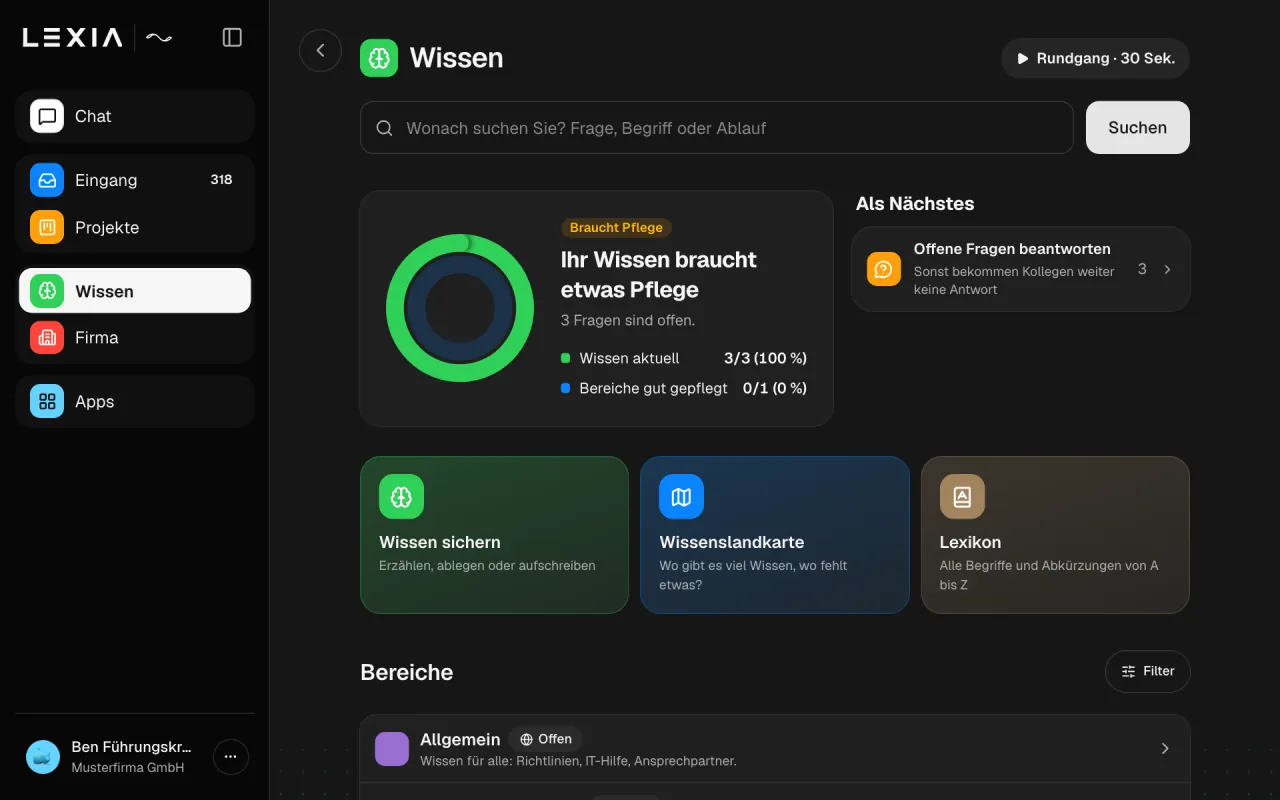 LEXIA
Chat
Eingang 318
Projekte
Wissen
Firma
Apps
Ben Führungskr...
Musterfirma GmbH
Wissen
Rundgang · 30 Sek.
Wonach suchen Sie? Frage, Begriff oder Ablauf
Suchen
Braucht Pflege
Ihr Wissen braucht
etwas Pflege
3 Fragen sind offen.
Wissen aktuell 3/3 (100 %)
Bereiche gut gepflegt 0/1 (0 %)
Als Nächstes
Offene Fragen beantworten
Sonst bekommen Kollegen weiter
keine Antwort
3
Wissen sichern
Erzählen, ablegen oder aufschreiben
Wissenslandkarte
Wo gibt es viel Wissen, wo fehlt
etwas?
Lexikon
Alle Begriffe und Abkürzungen von A
bis Z
Bereiche
Filter
Allgemein Offen
Wissen für alle: Richtlinien, IT-Hilfe, Ansprechpartner.